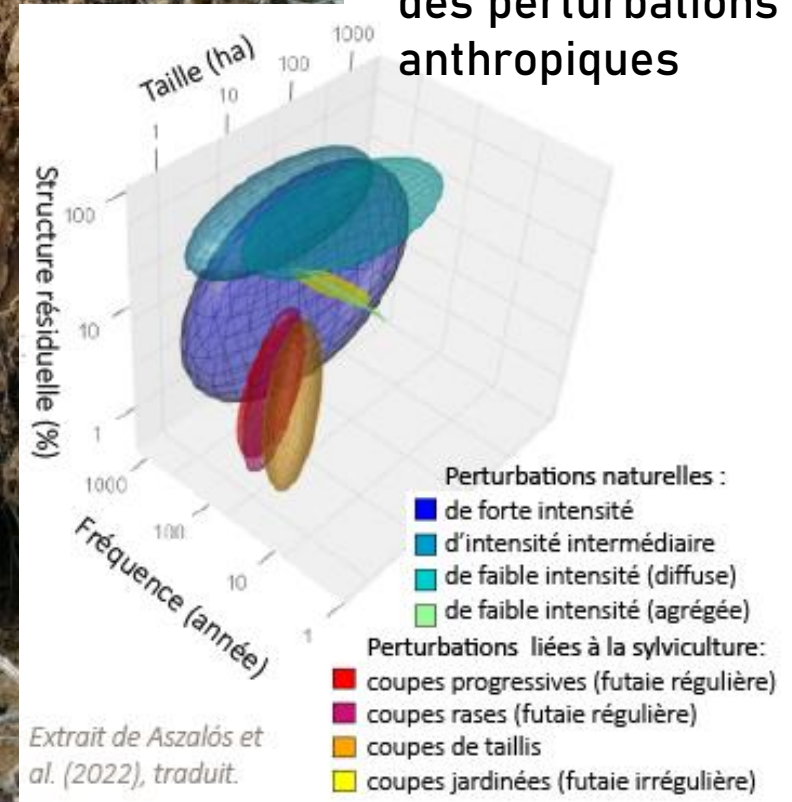 des perturbations
anthropiques
Taille (ha)
1
10
100
1000
Structure résiduelle (%)
100
10
1
1000
100
10
1
Fréquence (année)
Perturbations naturelles :
de forte intensité
d'intensité intermédiaire
de faible intensité (diffuse)
de faible intensité (agrégée)
Perturbations liées à la sylviculture:
coupes progressives (futaie régulière)
coupes rases (futaie régulière)
coupes de taillis
coupes jardinées (futaie irrégulière)
Extrait de Aszalós et
al. (2022), traduit.